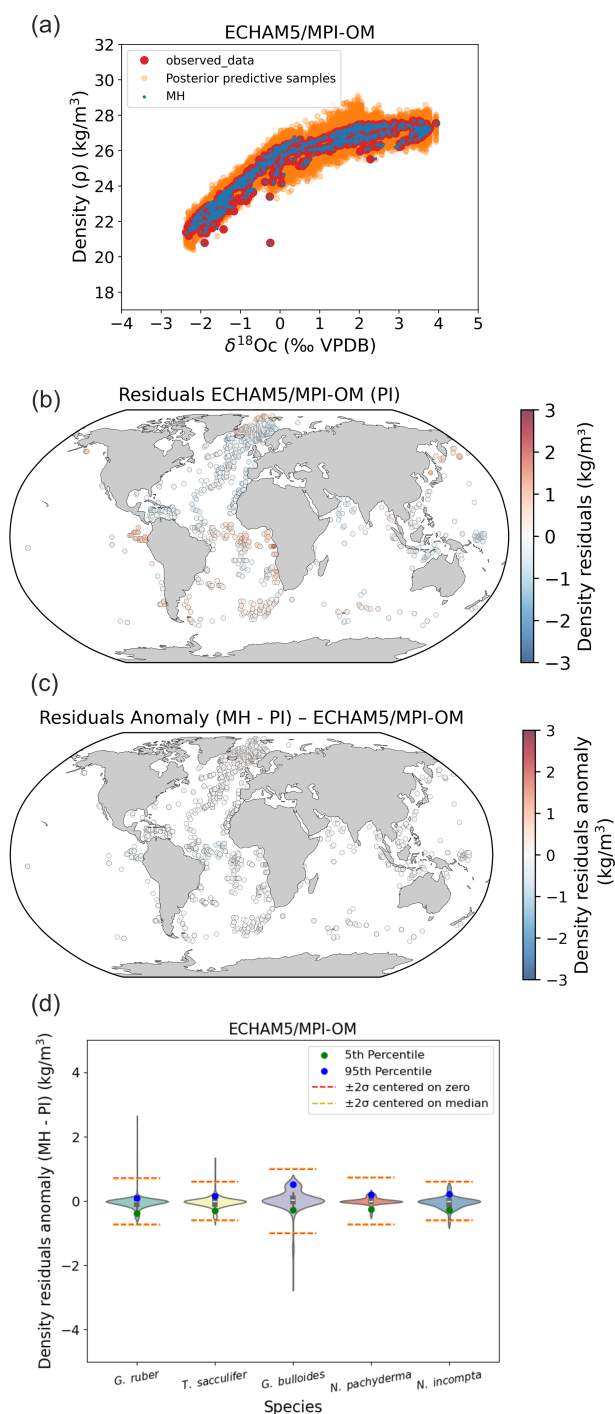 (a)
ECHAM5/MPI-OM
observed_data
Posterior predictive samples
MH
Density (ρ) (kg/m³)
32
30
28
26
24
22
20
18
−4 −3 −2 −1 0 1 2 3 4 5
δ¹⁸Oc (‰ VPDB)
(b)
Residuals ECHAM5/MPI-OM (PI)
3
2
1
0
−1
−2
−3
Density residuals (kg/m³)
(c)
Residuals Anomaly (MH - PI) – ECHAM5/MPI-OM
3
2
1
0
−1
−2
−3
Density residuals anomaly
(kg/m³)
(d)
ECHAM5/MPI-OM
5th Percentile
95th Percentile
±2σ centered on zero
±2σ centered on median
Density residuals anomaly (MH - PI) (kg/m³)
4
2
0
−2
−4
G. ruber T. sacculifer G. bulloides N. pachyderma N. incompta
Species